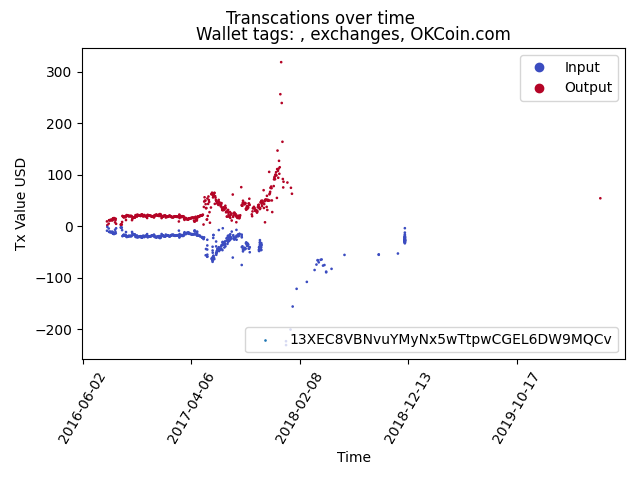 Transcations over time
Wallet tags: , exchanges, OKCoin.com
Input
Output
300
200
100
0
−100
−200
Tx Value USD
13XEC8VBNvuYMyNx5wTtpwCGEL6DW9MQCv
2016-06-02
2017-04-06
2018-02-08
2018-12-13
2019-10-17
Time